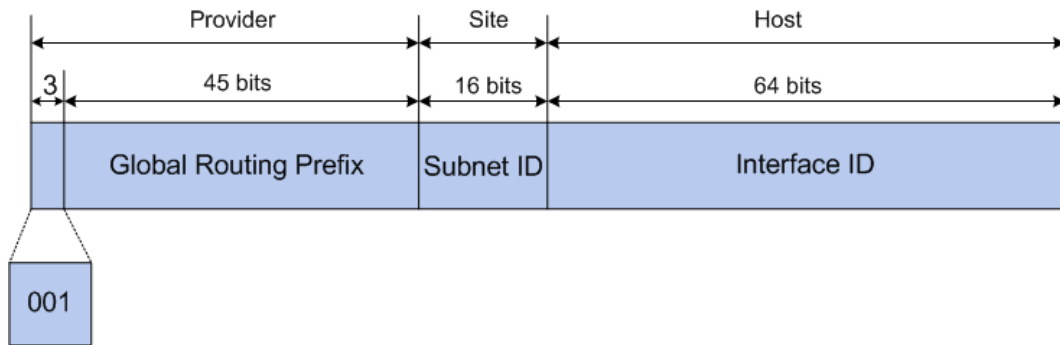 Provider Site Host
3 45 bits 16 bits 64 bits
Global Routing Prefix Subnet ID Interface ID
001